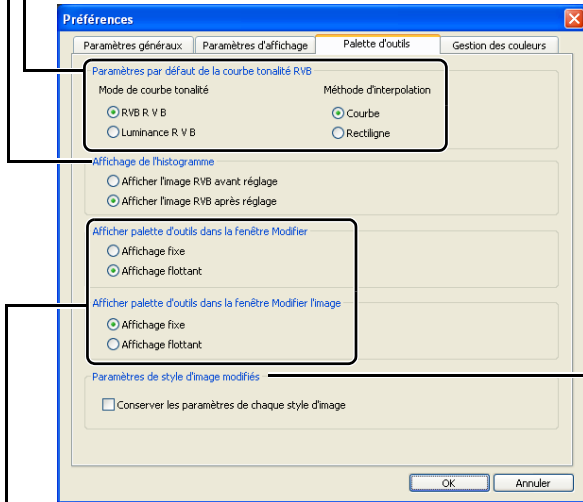 Préférences
Paramètres généraux Paramètres d'affichage Palette d'outils Gestion des couleurs
Paramètres par défaut de la courbe tonalité RVB
Mode de courbe tonalité Méthode d'interpolation
RVB R V B Courbe
Luminance R V B Rectiligne
Affichage de l'histogramme
Afficher l'image RVB avant réglage
Afficher l'image RVB après réglage
Afficher palette d'outils dans la fenêtre Modifier
Affichage fixe
Affichage flottant
Afficher palette d'outils dans la fenêtre Modifier l'image
Affichage fixe
Affichage flottant
Paramètres de style d'image modifiés
Conserver les paramètres de chaque style d'image
OK Annuler